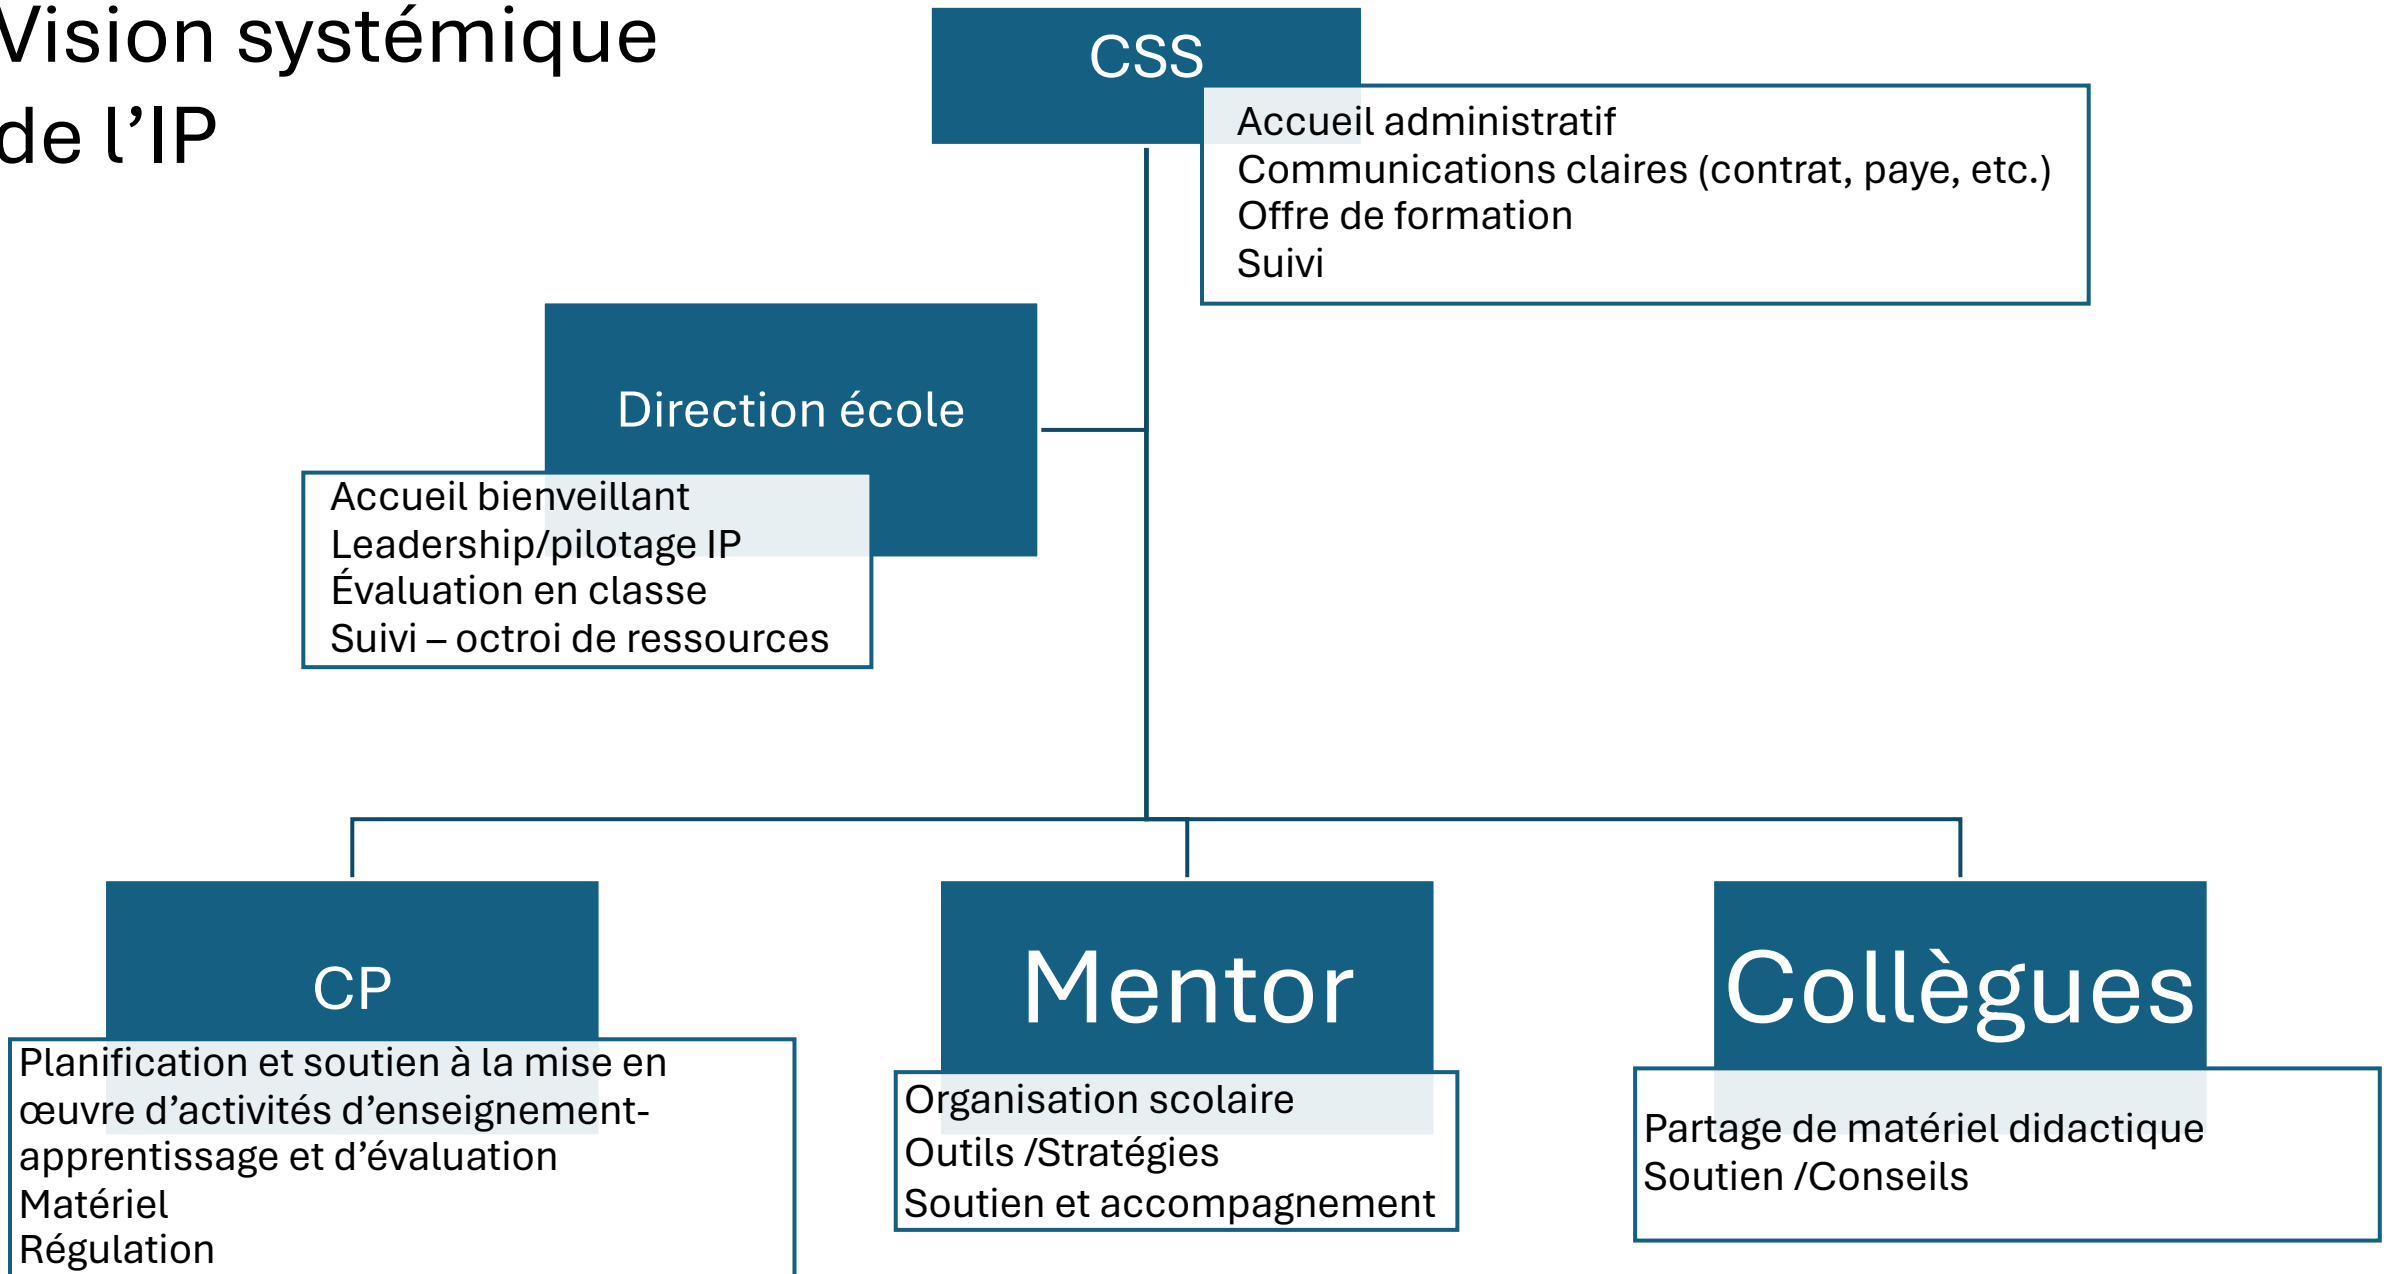 Vision systémique
de l’IP
CSS
Accueil administratif
Communications claires (contrat, paye, etc.)
Offre de formation
Suivi
Direction école
Accueil bienveillant
Leadership/pilotage IP
Évaluation en classe
Suivi – octroi de ressources
CP
Planification et soutien à la mise en
œuvre d’activités d’enseignement-
apprentissage et d’évaluation
Matériel
Régulation
Mentor
Organisation scolaire
Outils /Stratégies
Soutien et accompagnement
Collègues
Partage de matériel didactique
Soutien /Conseils